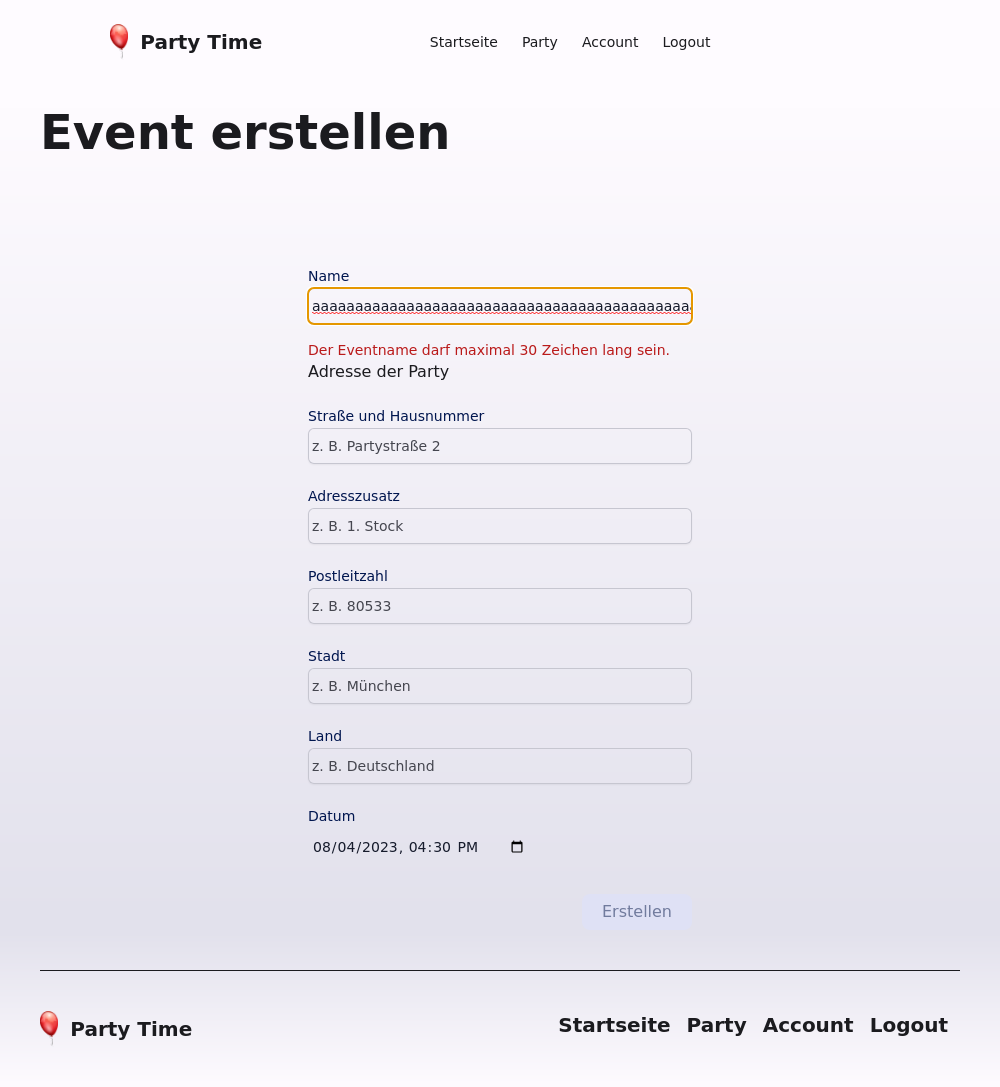 Party Time
Startseite Party Account Logout
Event erstellen
Name
Der Eventname darf maximal 30 Zeichen lang sein.
Adresse der Party
Straße und Hausnummer
z. B. Partystraße 2
Adresszusatz
z. B. 1. Stock
Postleitzahl
z. B. 80533
Stadt
z. B. München
Land
z. B. Deutschland
Datum
08/04/2023, 04:30 PM
Erstellen
Party Time
Startseite Party Account Logout